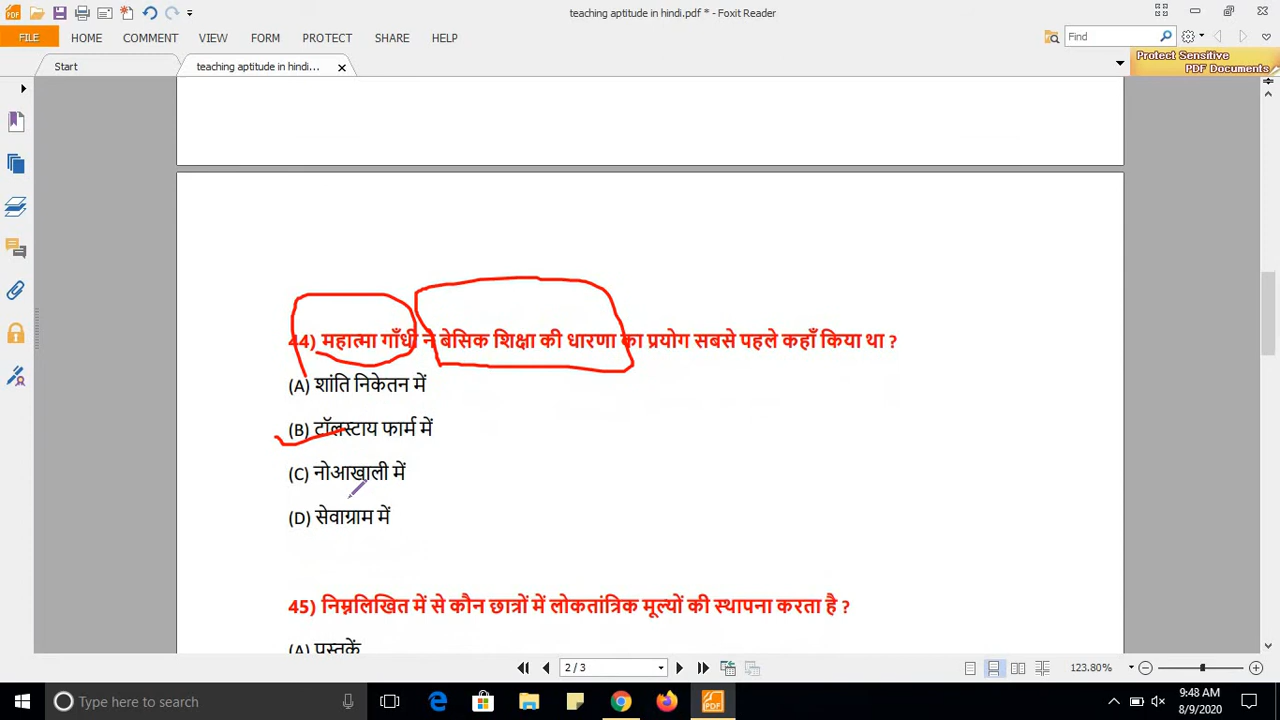 teaching aptitude in hindi.pdf * - Foxit Reader
FILE HOME COMMENT VIEW FORM PROTECT SHARE HELP
Find
Start
teaching aptitude in hindi...
Protect Sensitive
PDF Documents
44) महात्मा गाँधी ने बेसिक शिक्षा की धारणा का प्रयोग सबसे पहले कहाँ किया था ?
(A) शांति निकेतन में
(B) टॉलस्टाय फार्म में
(C) नोआखाली में
(D) सेवाग्राम में
45) निम्नलिखित में से कौन छात्रों में लोकतांत्रिक मूल्यों की स्थापना करता है ?
(A) पुस्तकें
2 / 3
123.80%
Type here to search
9:48 AM
8/9/2020